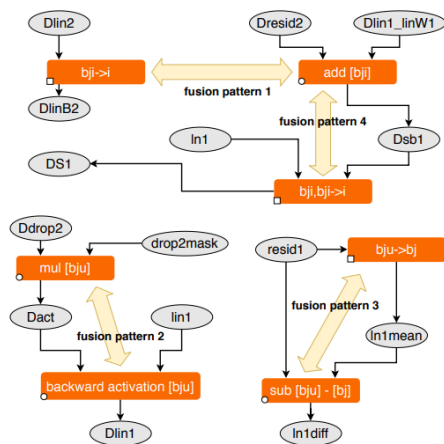 Dlin2
Dresid2
Dlin1_linW1
bji->i
fusion pattern 1
add [bji]
DlinB2
fusion pattern 4
ln1
Dsb1
DS1
bji,bji->i
Ddrop2
drop2mask
resid1
bju->bj
mul [bju]
Dact
lin1
fusion pattern 2
fusion pattern 3
ln1mean
backward activation [bju]
sub [bju] - [bj]
Dlin1
ln1diff